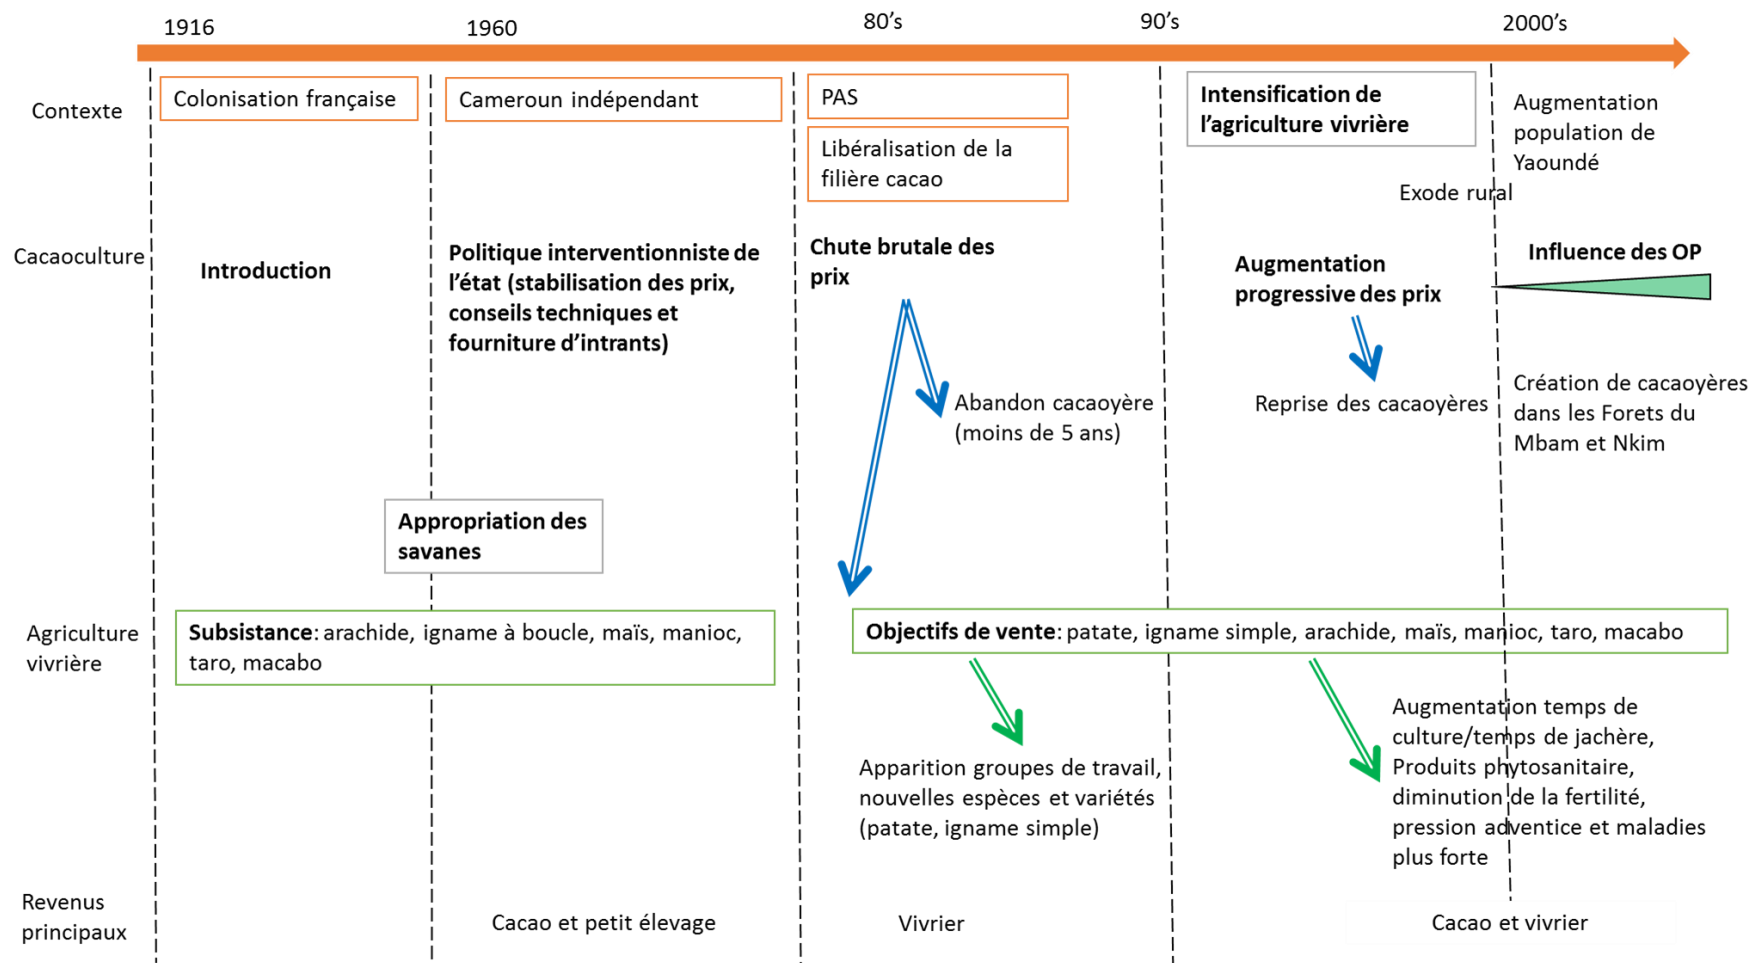 1916
1960
80’s
90’s
2000’s
Contexte
Colonisation française
Cameroun indépendant
PAS
Libéralisation de la
filière cacao
Intensification de
l’agriculture vivrière
Augmentation
population de
Yaoundé
Exode rural
Cacaoculture
Introduction
Politique interventionniste de
l’état (stabilisation des prix,
conseils techniques et
fourniture d’intrants)
Chute brutale des
prix
Augmentation
progressive des prix
Influence des OP
Abandon cacaoyère
(moins de 5 ans)
Reprise des cacaoyères
Création de cacaoyères
dans les Forets du
Mbam et Nkim
Appropriation des
savanes
Agriculture
vivrière
Subsistance: arachide, igname à boucle, maïs, manioc,
taro, macabo
Objectifs de vente: patate, igname simple, arachide, maïs, manioc, taro, macabo
Apparition groupes de travail,
nouvelles espèces et variétés
(patate, igname simple)
Augmentation temps de
culture/temps de jachère,
Produits phytosanitaire,
diminution de la fertilité,
pression adventice et maladies
plus forte
Revenus
principaux
Cacao et petit élevage
Vivrier
Cacao et vivrier